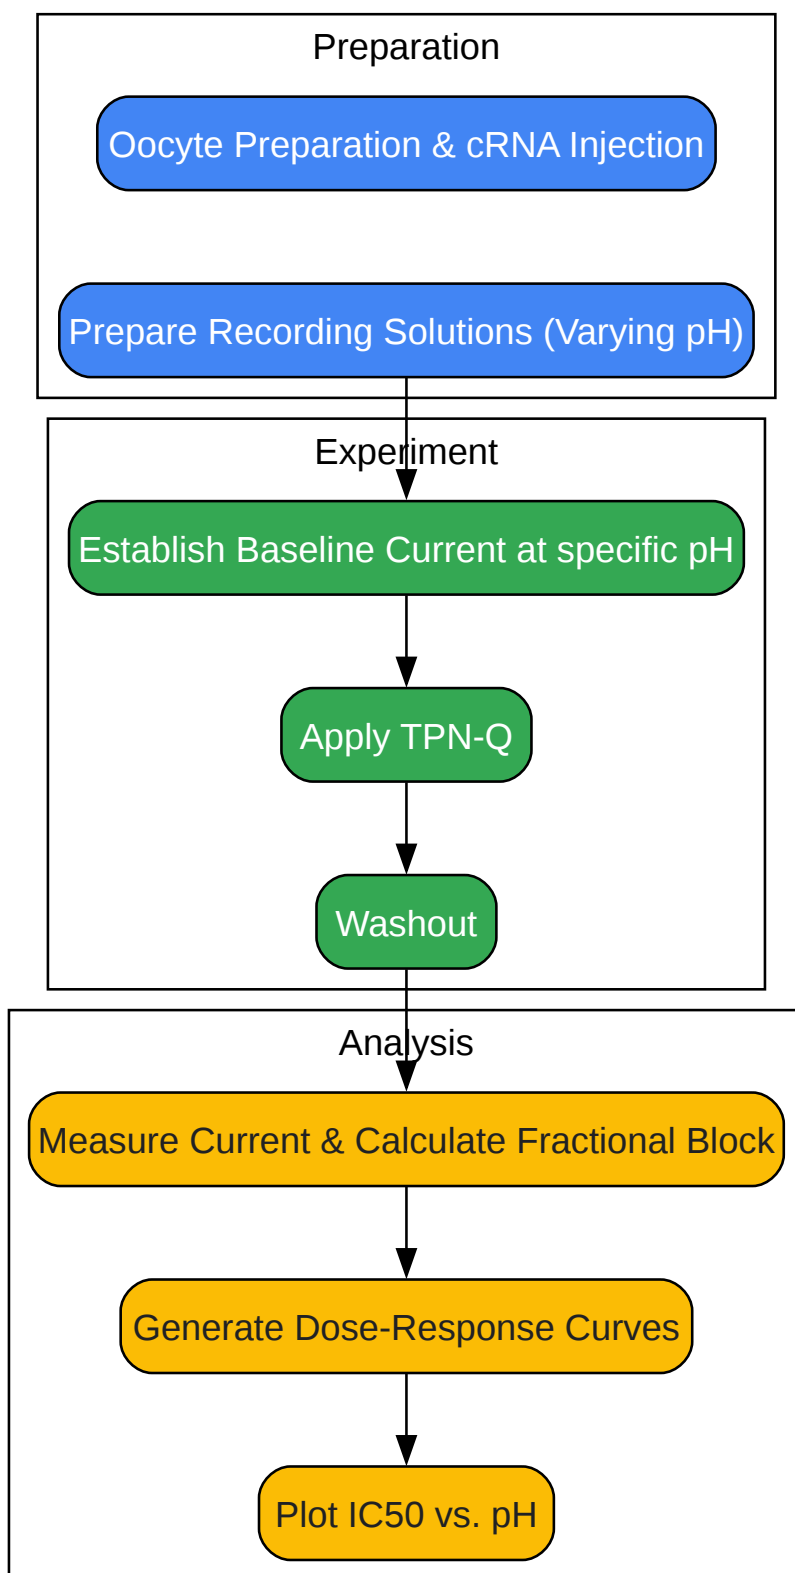 Preparation
Oocyte Preparation & cRNA Injection
Prepare Recording Solutions (Varying pH)
Experiment
Establish Baseline Current at specific pH
Apply TPN-Q
Washout
Analysis
Measure Current & Calculate Fractional Block
Generate Dose-Response Curves
Plot IC50 vs. pH